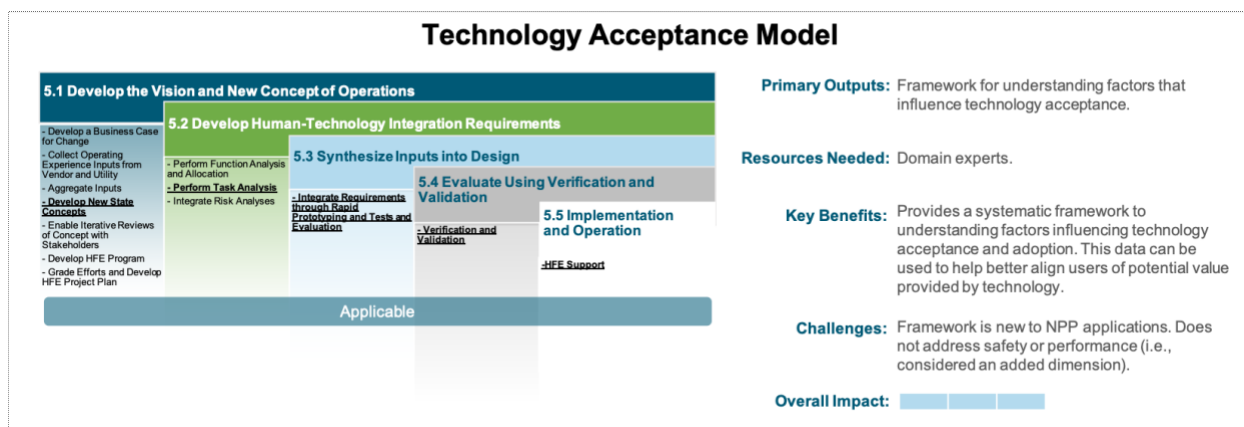 Technology Acceptance Model
5.1 Develop the Vision and New Concept of Operations
- Develop a Business Case
for Change
- Collect Operating
Experience Inputs from
Vendor and Utility
- Aggregate Inputs
- Develop New State
Concepts
- Enable Iterative Reviews
of Concept with
Stakeholders
- Develop HFE Program
- Grade Efforts and Develop
HFE Project Plan
5.2 Develop Human-Technology Integration Requirements
- Perform Function Analysis
and Allocation
- Perform Task Analysis
- Integrate Risk Analyses
5.3 Synthesize Inputs into Design
- Integrate Requirements
through Rapid
Prototyping and Tests and
Evaluation
5.4 Evaluate Using Verification and
Validation
- Verification and
Validation
5.5 Implementation
and Operation
-HFE Support
Applicable
Primary Outputs: Framework for understanding factors that
influence technology acceptance.
Resources Needed: Domain experts.
Key Benefits: Provides a systematic framework to
understanding factors influencing technology
acceptance and adoption. This data can be
used to help better align users of potential value
provided by technology.
Challenges: Framework is new to NPP applications. Does
not address safety or performance (i.e.,
considered an added dimension).
Overall Impact: